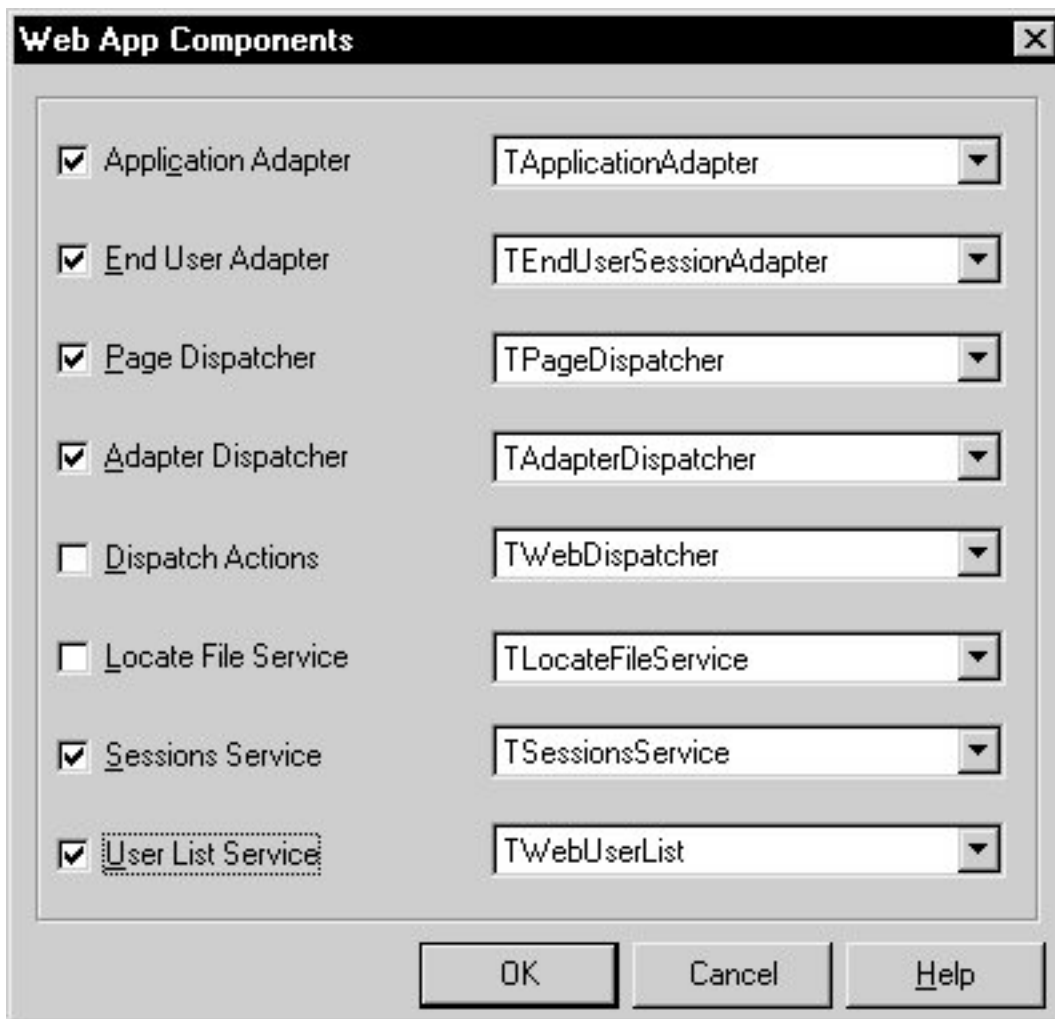 Web App Components
Application Adapter TApplicationAdapter
End User Adapter TEndUserSessionAdapter
Page Dispatcher TPageDispatcher
Adapter Dispatcher TAdapterDispatcher
Dispatch Actions TWebDispatcher
Locate File Service TLocateFileService
Sessions Service TSessionsService
User List Service TWebUserList
OK Cancel Help